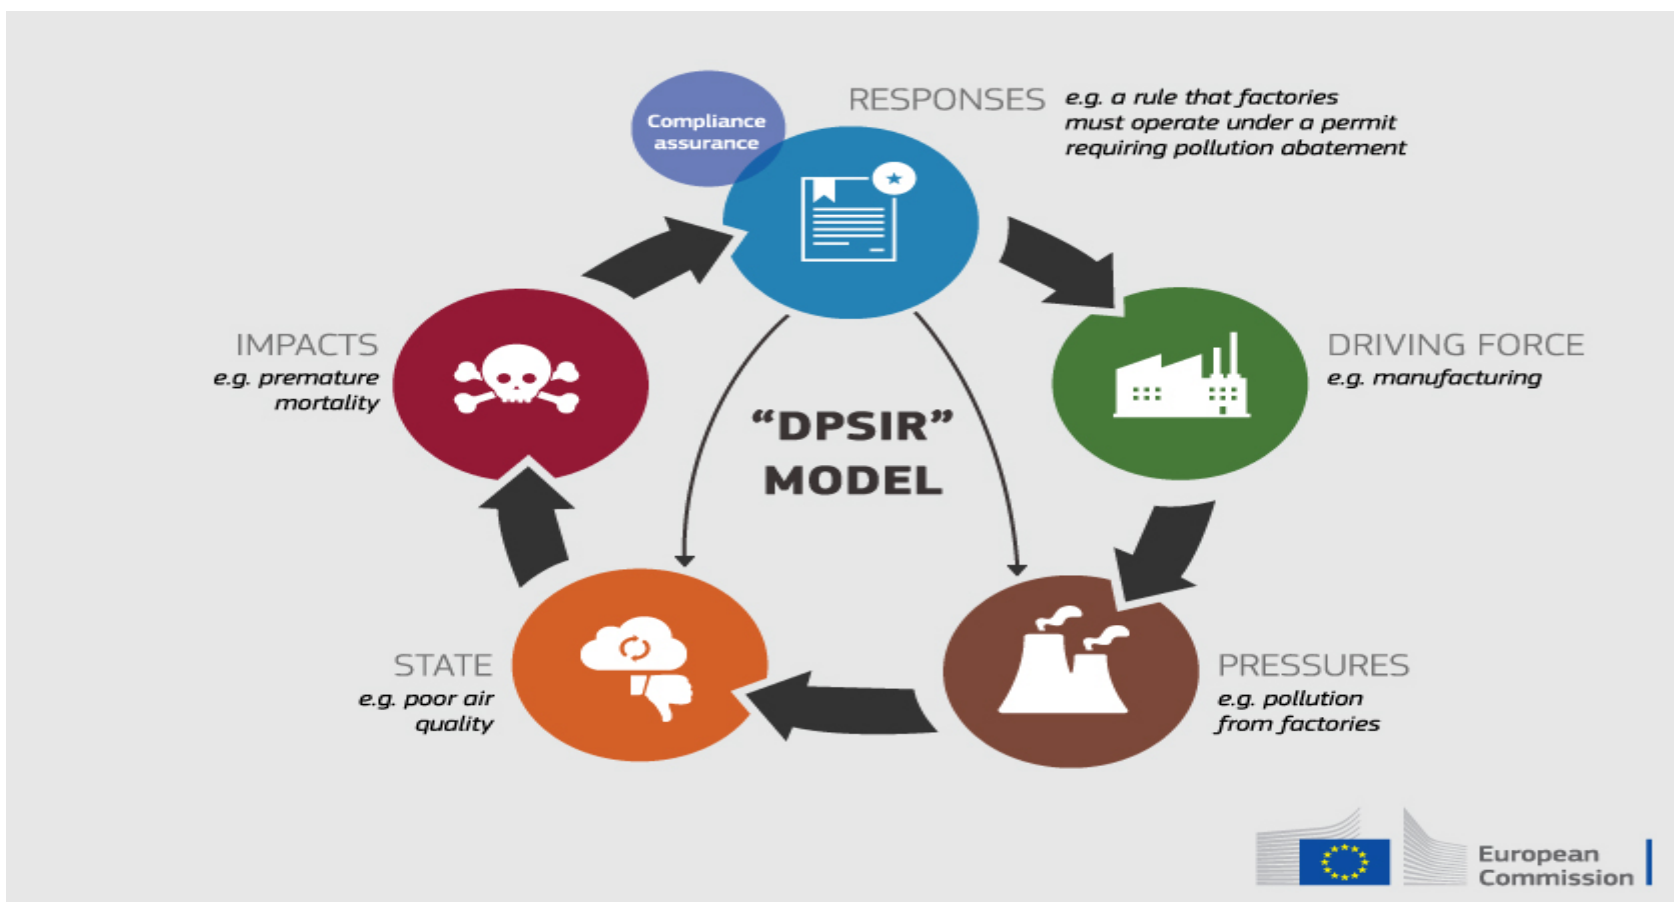 Compliance
assurance
RESPONSES
e.g. a rule that factories
must operate under a permit
requiring pollution abatement
IMPACTS
e.g. premature
mortality
DRIVING FORCE
e.g. manufacturing
“DPSIR”
MODEL
STATE
e.g. poor air
quality
PRESSURES
e.g. pollution
from factories
European
Commission